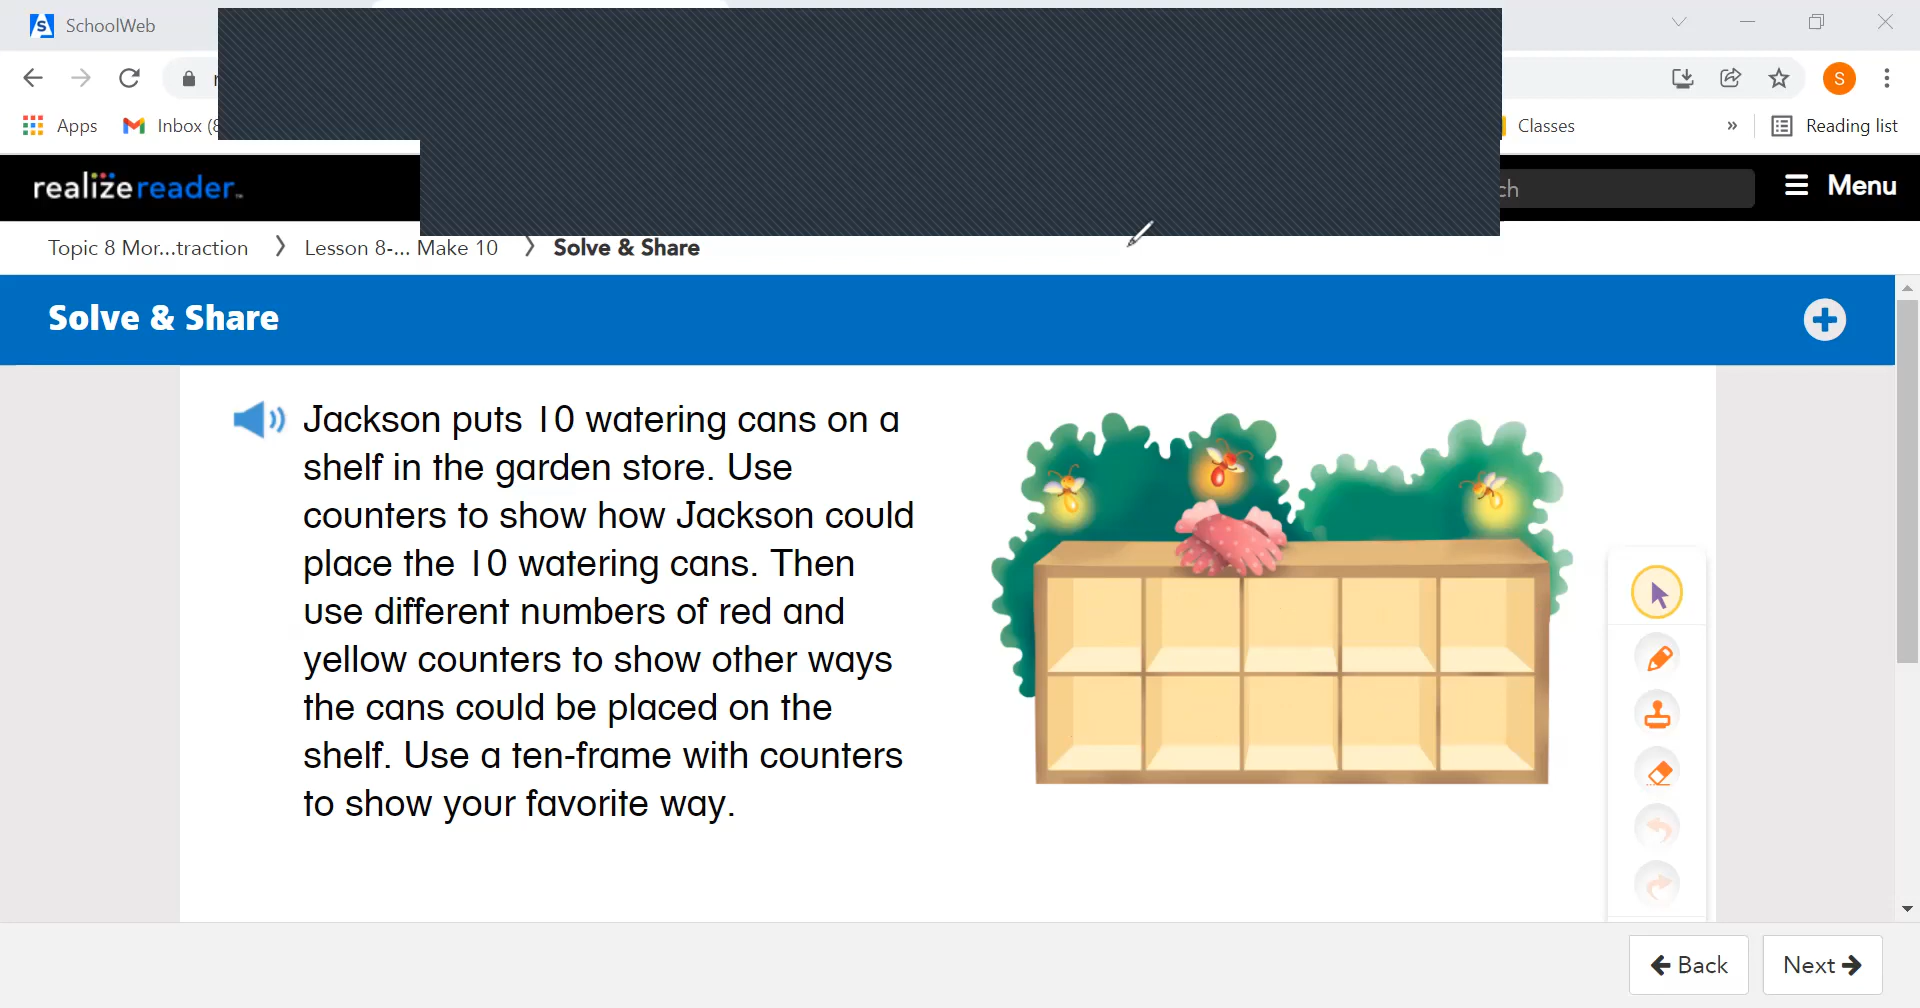 SchoolWeb
S
Apps
Inbox
Classes
»
Reading list
realizereader™
Menu
Topic 8 Mor...traction
Lesson 8-... Make 10
Solve & Share
Solve & Share
Jackson puts 10 watering cans on a
shelf in the garden store. Use
counters to show how Jackson could
place the 10 watering cans. Then
use different numbers of red and
yellow counters to show other ways
the cans could be placed on the
shelf. Use a ten-frame with counters
to show your favorite way.
Back
Next